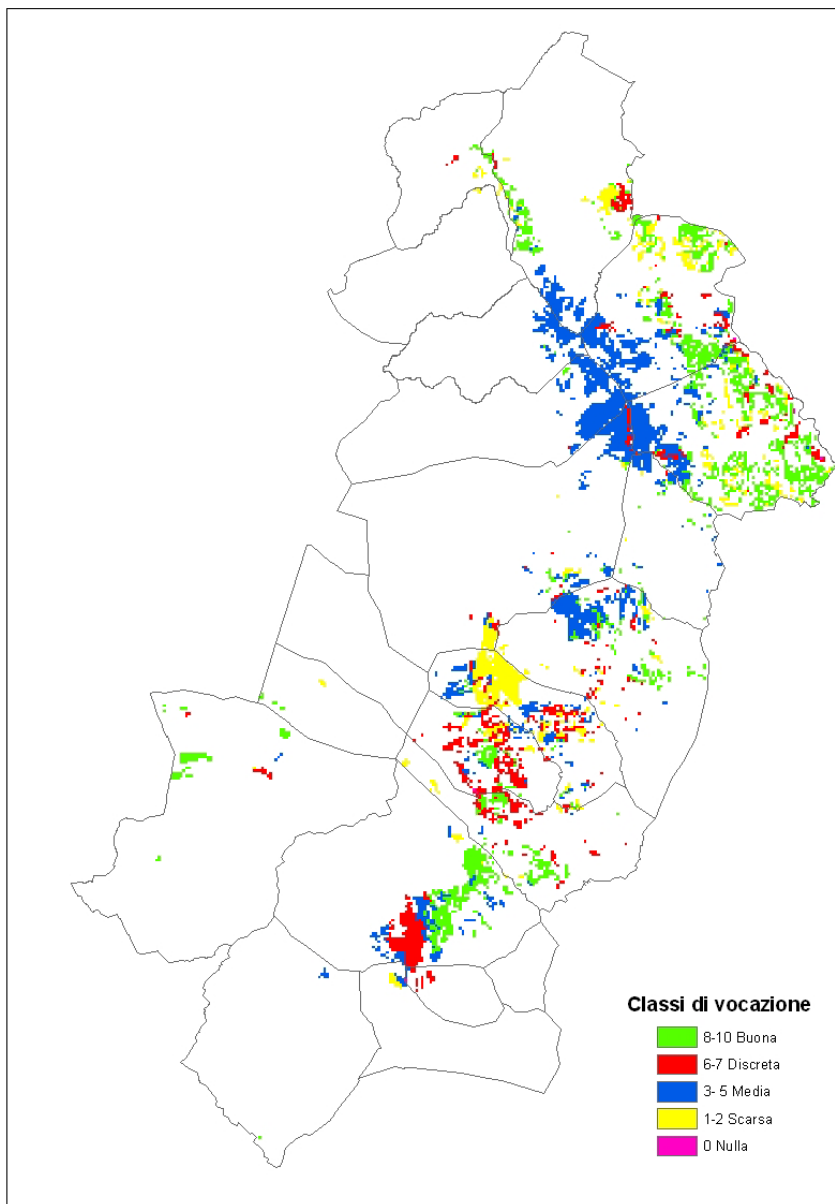 Classi di vocazione
8-10 Buona
6-7 Discreta
3- 5 Media
1-2 Scarsa
0 Nulla